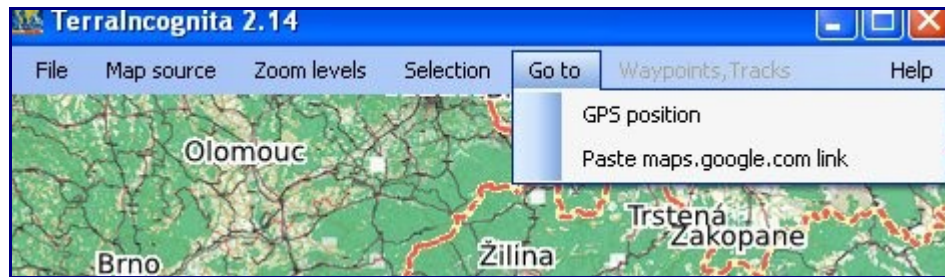 TerraIncognita 2.14
File Map source Zoom levels Selection Go to Waypoints,Tracks Help
GPS position
Paste maps.google.com link
Olomouc
Trstená
Zakopane
Žilina
Brno